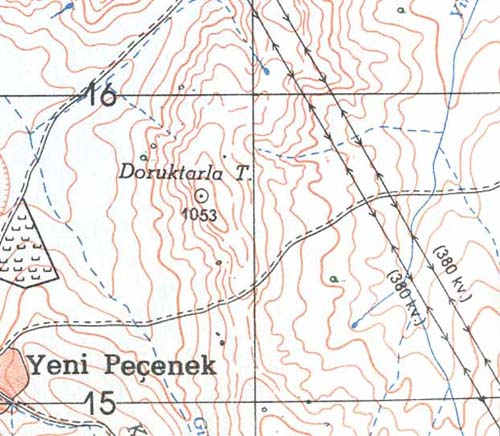 16
Doruktarla T.
1053
(380 kv.)
(380 kv.)
Yeni Peçenek
15